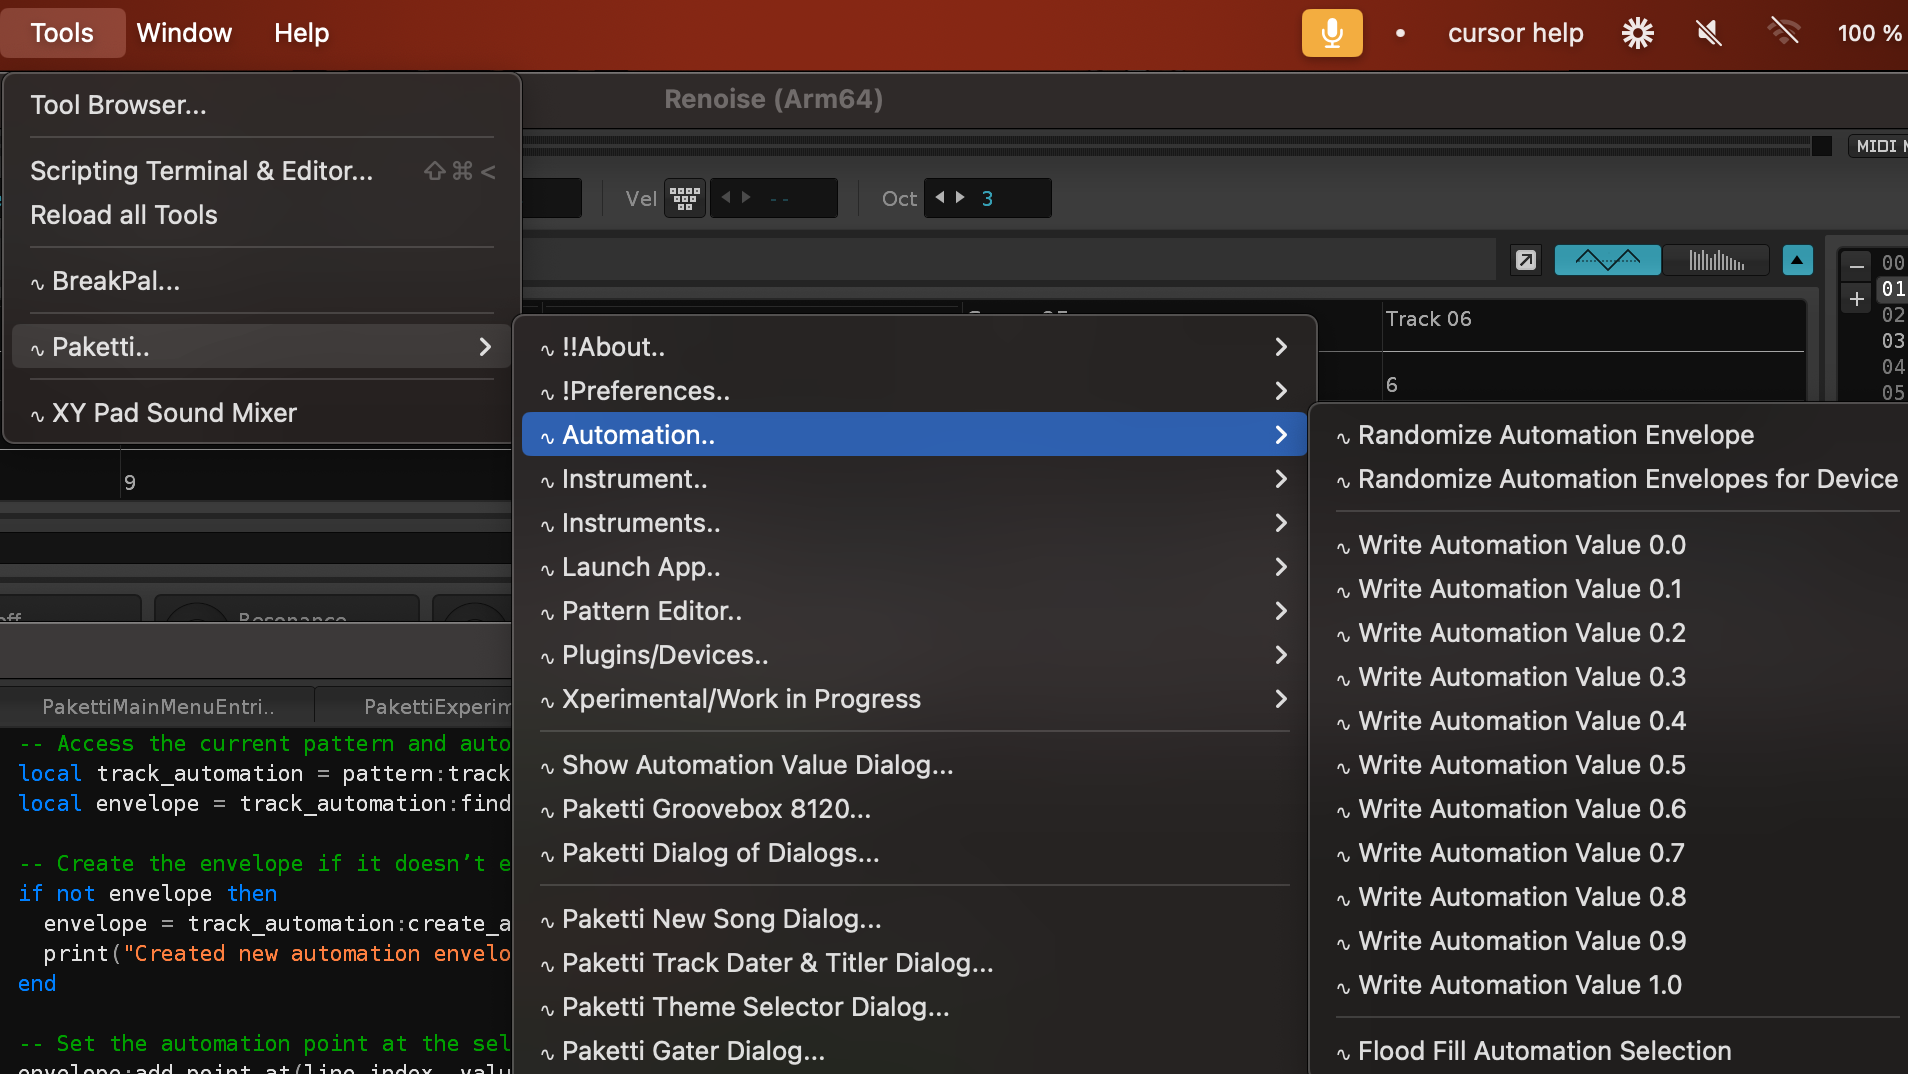 Tools Window Help cursor help 100 %
Renoise (Arm64)
Tool Browser...
Scripting Terminal & Editor... ⇧⌘<
Reload all Tools
∿ BreakPal...
∿ Paketti..
∿ XY Pad Sound Mixer
MIDI
Vel -- Oct 3
00
01
02
03
04
05
Track 06
6
9
∿ !!About..
∿ !Preferences..
∿ Automation..
∿ Instrument..
∿ Instruments..
∿ Launch App..
∿ Pattern Editor..
∿ Plugins/Devices..
∿ Xperimental/Work in Progress
∿ Show Automation Value Dialog...
∿ Paketti Groovebox 8120...
∿ Paketti Dialog of Dialogs...
∿ Paketti New Song Dialog...
∿ Paketti Track Dater & Titler Dialog...
∿ Paketti Theme Selector Dialog...
∿ Paketti Gater Dialog...
∿ Randomize Automation Envelope
∿ Randomize Automation Envelopes for Device
∿ Write Automation Value 0.0
∿ Write Automation Value 0.1
∿ Write Automation Value 0.2
∿ Write Automation Value 0.3
∿ Write Automation Value 0.4
∿ Write Automation Value 0.5
∿ Write Automation Value 0.6
∿ Write Automation Value 0.7
∿ Write Automation Value 0.8
∿ Write Automation Value 0.9
∿ Write Automation Value 1.0
∿ Flood Fill Automation Selection
Resonance
PakettiMainMenuEntri.. PakettiExperim
-- Access the current pattern and auto
local track_automation = pattern:track
local envelope = track_automation:find
-- Create the envelope if it doesn’t e
if not envelope then
envelope = track_automation:create_a
print("Created new automation envelo
end
-- Set the automation point at the sel
envelope:add_point_at(line_index, valu